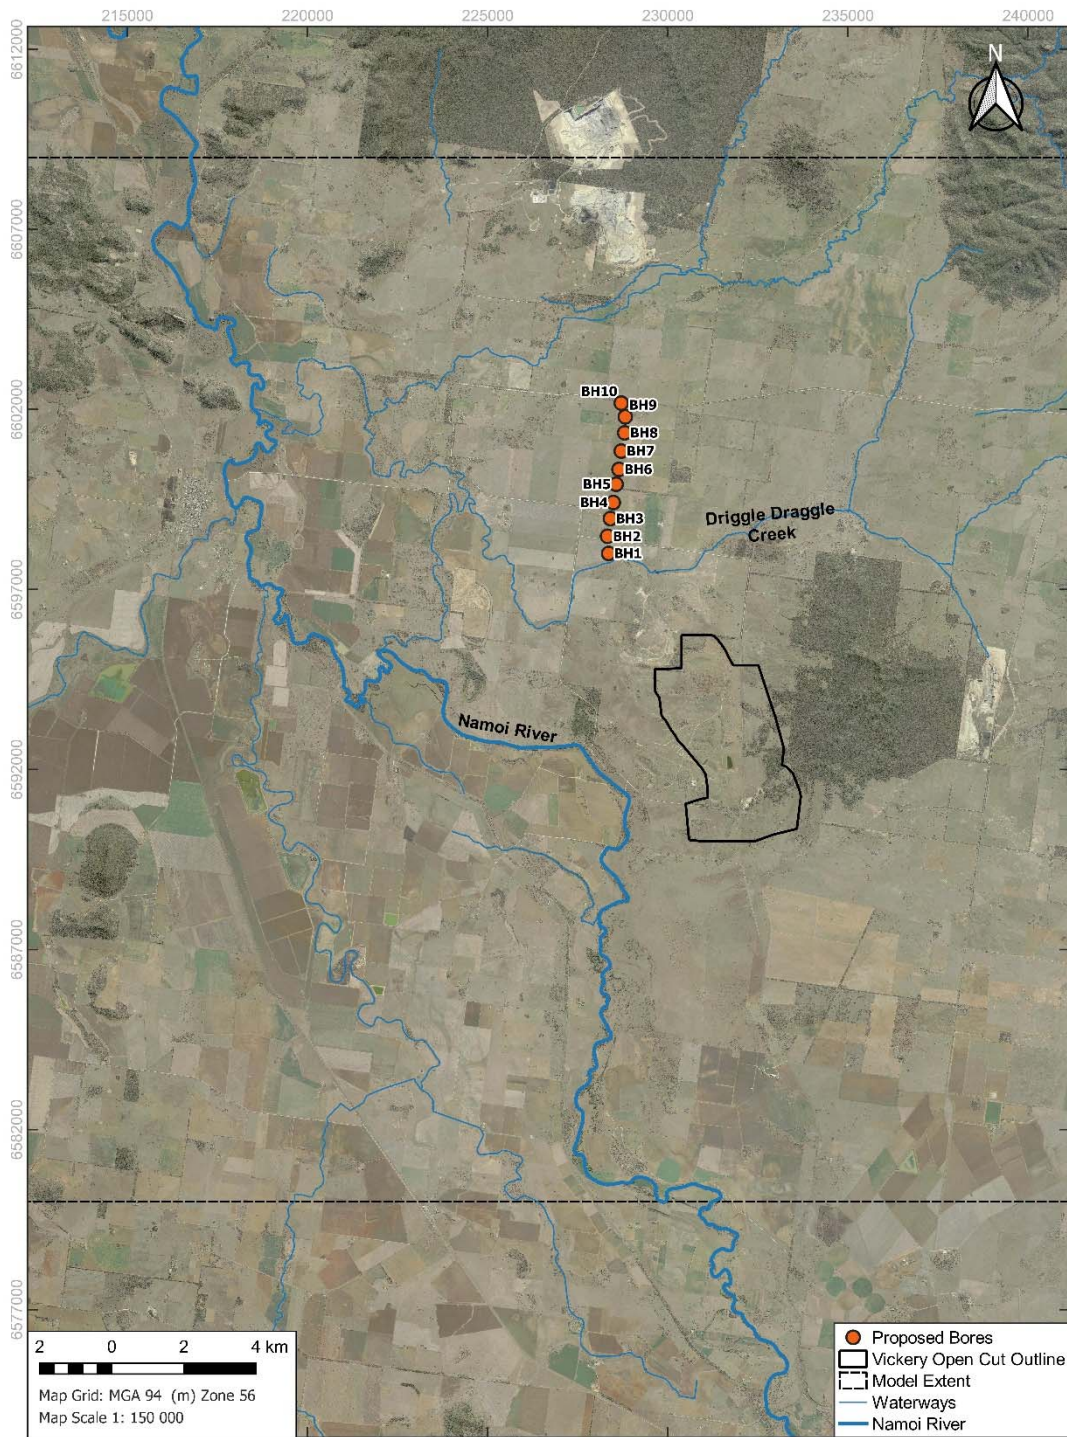 215000 220000 225000 230000 235000 240000
6612000
6607000
6602000
6597000
6592000
6587000
6582000
6577000
N
BH10
BH9
BH8
BH7
BH6
BH5
BH4
BH3
BH2
BH1
Driggle Draggle
Creek
Namoi River
2 0 2 4 km
Map Grid: MGA 94 (m) Zone 56
Map Scale 1: 150 000
Proposed Bores
Vickery Open Cut Outline
Model Extent
Waterways
Namoi River